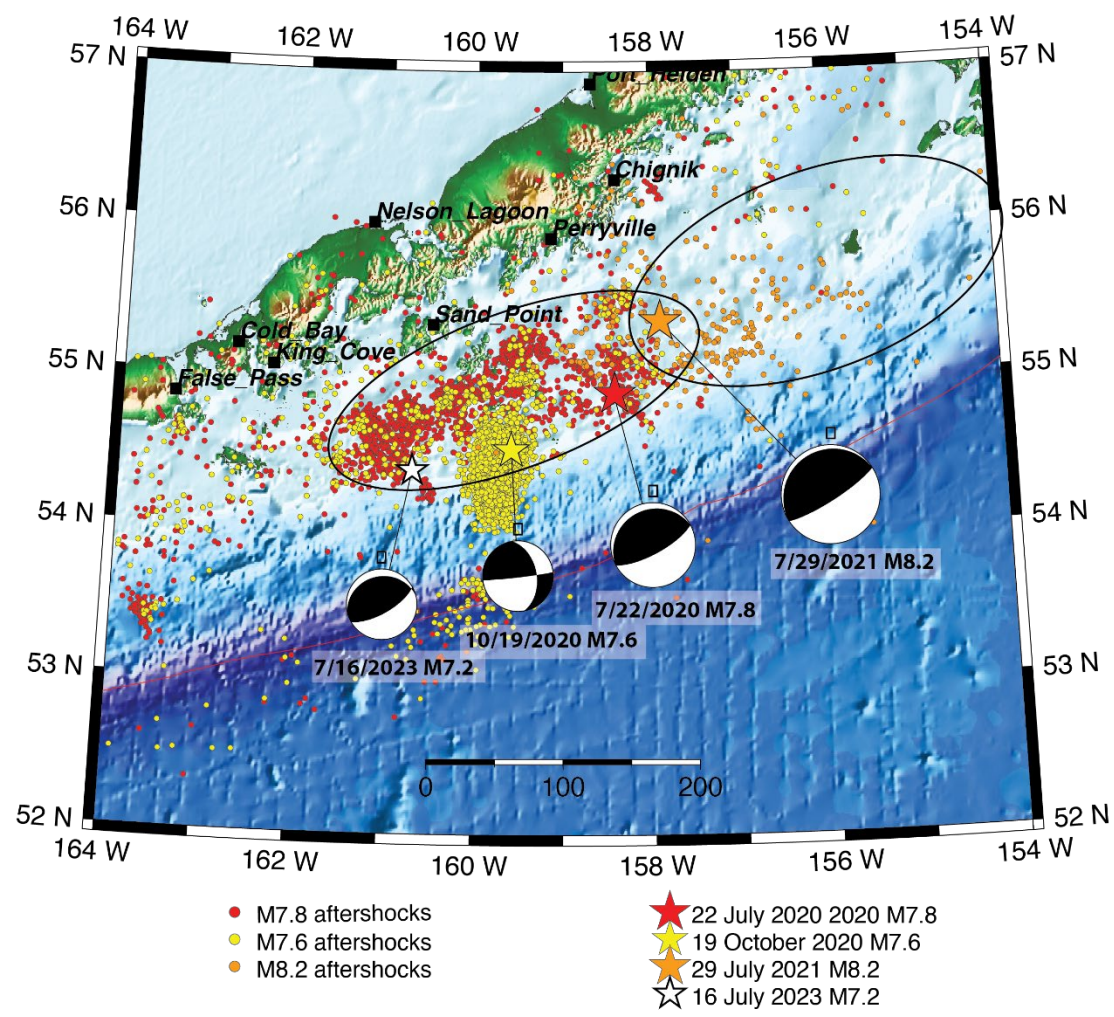 164 W 162 W 160 W 158 W 156 W 154 W
57 N 57 N
Port_Heiden
Chignik
56 N 56 N
Nelson_Lagoon
Perryville
Sand_Point
Cold_Bay
King_Cove
55 N 55 N
False_Pass
54 N 54 N
7/29/2021 M8.2
7/22/2020 M7.8
10/19/2020 M7.6
7/16/2023 M7.2
53 N 53 N
0 100 200
52 N 52 N
164 W 162 W 160 W 158 W 156 W 154 W
M7.8 aftershocks
M7.6 aftershocks
M8.2 aftershocks
22 July 2020 2020 M7.8
19 October 2020 M7.6
29 July 2021 M8.2
16 July 2023 M7.2